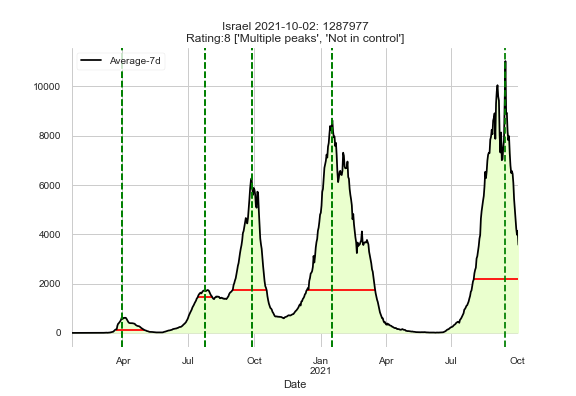 Israel 2021-10-02: 1287977
Rating:8 ['Multiple peaks', 'Not in control']
Average-7d
10000
8000
6000
4000
2000
0
Apr Jul Oct Jan Apr Jul Oct
2021
Date